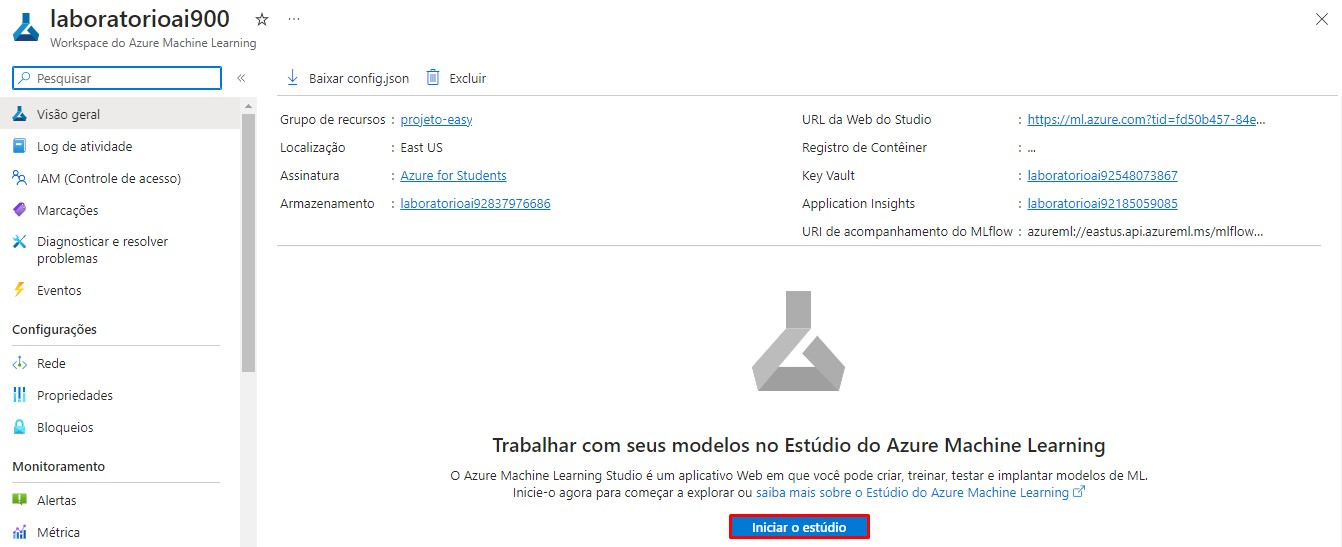 laboratorioai900
Workspace do Azure Machine Learning
Pesquisar
Visão geral
Log de atividade
IAM (Controle de acesso)
Marcações
Diagnosticar e resolver
problemas
Eventos
Configurações
Rede
Propriedades
Bloqueios
Monitoramento
Alertas
Métrica
Baixar config.json Excluir
Grupo de recursos : projeto-easy
Localização : East US
Assinatura : Azure for Students
Armazenamento : laboratorioai92837976686
URL da Web do Studio : https://ml.azure.com?tid=fd50b457-84e...
Registro de Contêiner : ...
Key Vault : laboratorioai92548073867
Application Insights : laboratorioai92185059085
URI de acompanhamento do MLflow : azureml://eastus.api.azureml.ms/mlflow...
Trabalhar com seus modelos no Estúdio do Azure Machine Learning
O Azure Machine Learning Studio é um aplicativo Web em que você pode criar, treinar, testar e implantar modelos de ML.
Inicie-o agora para começar a explorar ou saiba mais sobre o Estúdio do Azure Machine Learning
Iniciar o estúdio